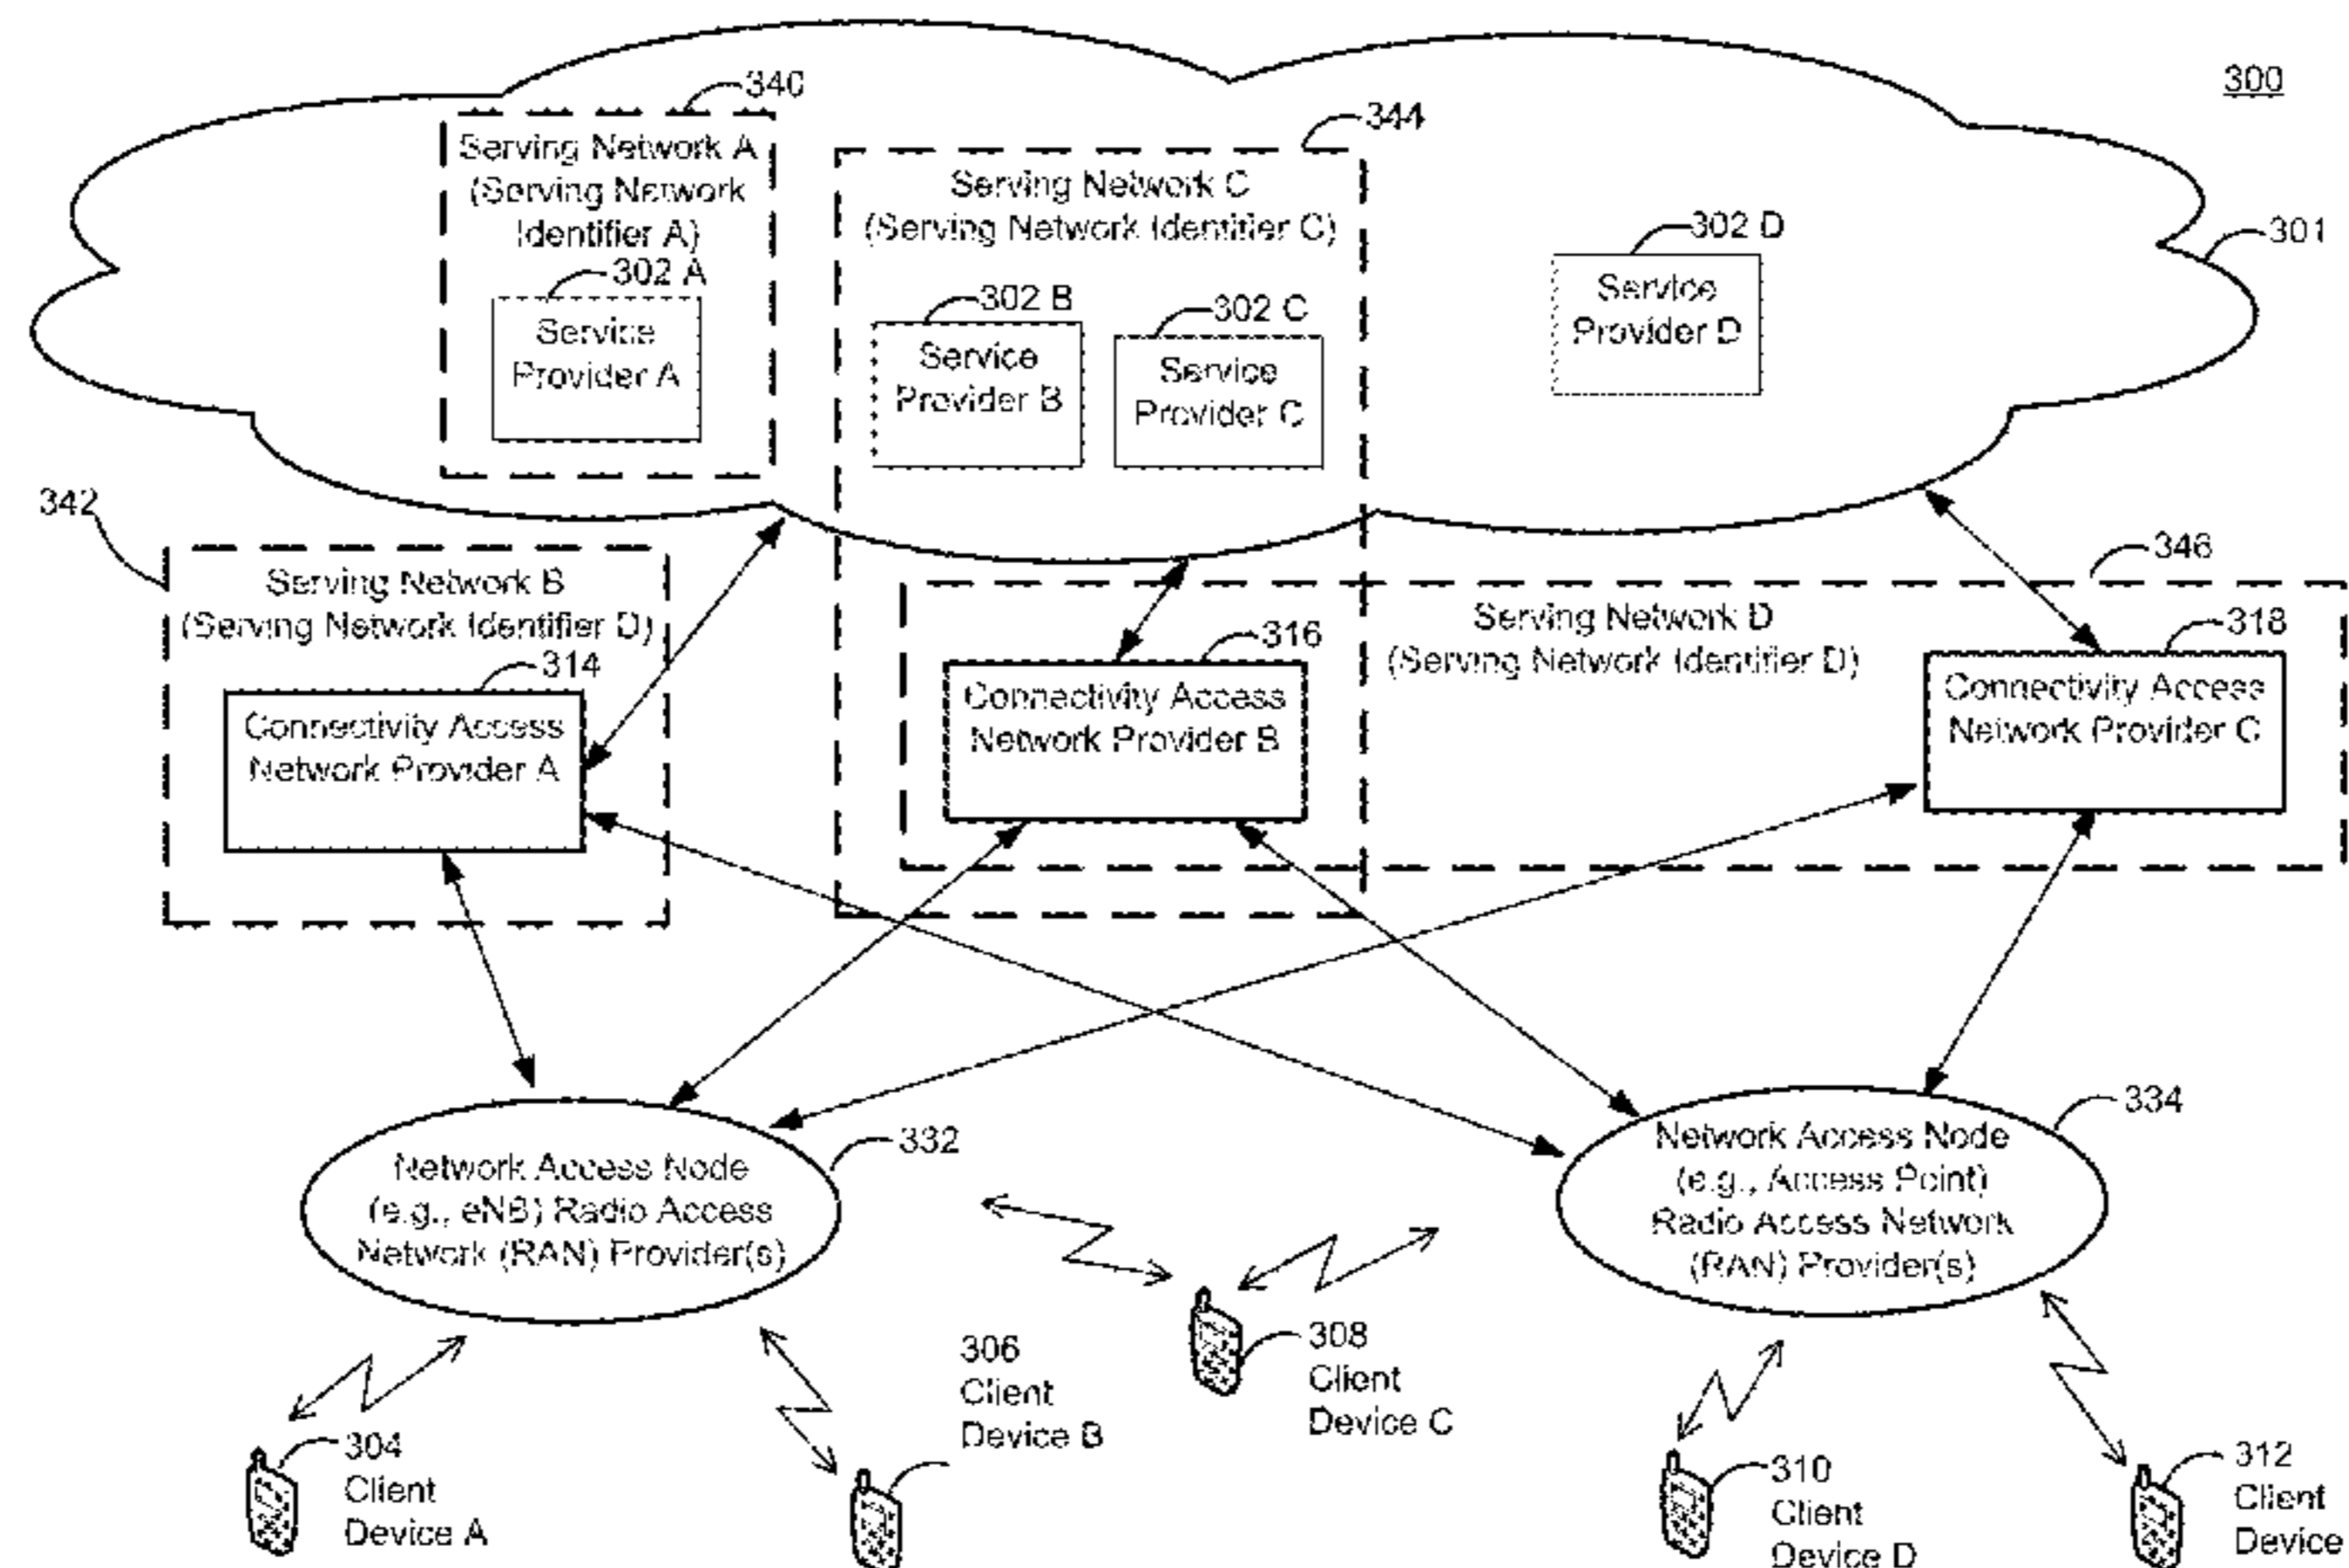 300
340
Serving Network A
(Serving Network
Identifier A)
302 A
Service
Provider A
344
Serving Network C
(Serving Network Identifier C)
302 B
Service
Provider B
302 C
Service
Provider C
302 D
Service
Provider D
301
342
Serving Network B
(Serving Network Identifier D)
314
Connectivity Access
Network Provider A
316
Connectivity Access
Network Provider B
346
Serving Network D
(Serving Network Identifier D)
318
Connectivity Access
Network Provider C
332
Network Access Node
(e.g., eNB) Radio Access
Network (RAN) Provider(s)
334
Network Access Node
(e.g., Access Point)
Radio Access Network
(RAN) Provider(s)
304
Client
Device A
306
Client
Device B
308
Client
Device C
310
Client
Device D
312
Client
Device